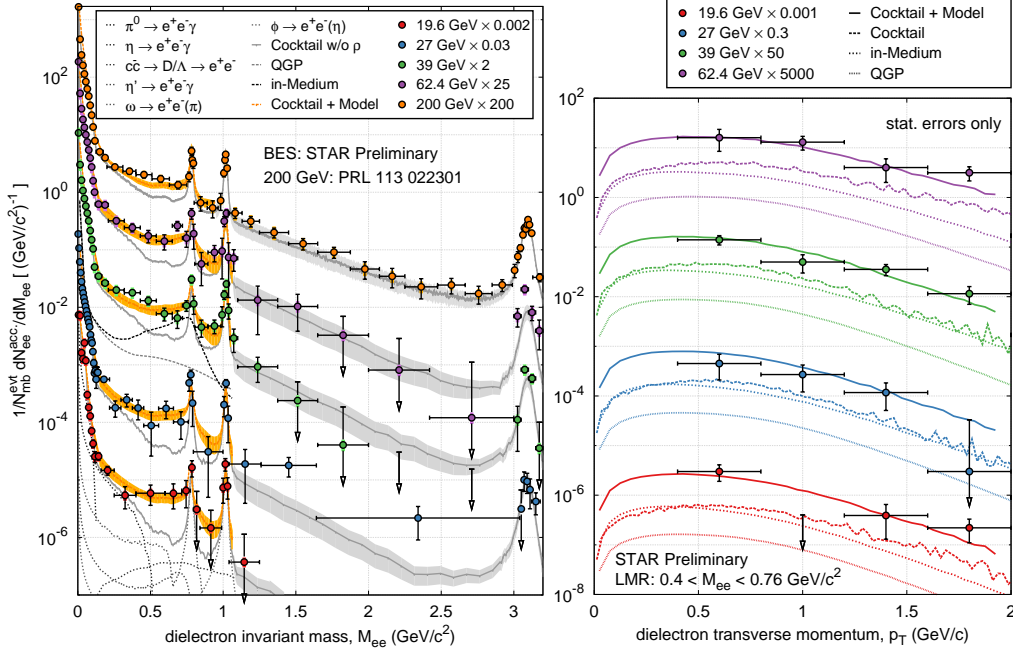 π⁰ → e⁺e⁻γ
η → e⁺e⁻γ
cc̄ → D/Λ → e⁺e⁻
η' → e⁺e⁻γ
ω → e⁺e⁻(π)
ϕ → e⁺e⁻(η)
Cocktail w/o ρ
QGP
in-Medium
Cocktail + Model
19.6 GeV × 0.002
27 GeV × 0.03
39 GeV × 2
62.4 GeV × 25
200 GeV × 200
BES: STAR Preliminary
200 GeV: PRL 113 022301
1/N_mb^evt dN_ee^acc./dM_ee [ (GeV/c²)⁻¹ ]
10²
10⁰
10⁻²
10⁻⁴
10⁻⁶
0 0.5 1 1.5 2 2.5 3
dielectron invariant mass, M_ee (GeV/c²)
19.6 GeV × 0.001
27 GeV × 0.3
39 GeV × 50
62.4 GeV × 5000
Cocktail + Model
Cocktail
in-Medium
QGP
stat. errors only
10²
10⁰
10⁻²
10⁻⁴
10⁻⁶
10⁻⁸
STAR Preliminary
LMR: 0.4 < M_ee < 0.76 GeV/c²
0 0.5 1 1.5 2
dielectron transverse momentum, p_T (GeV/c)